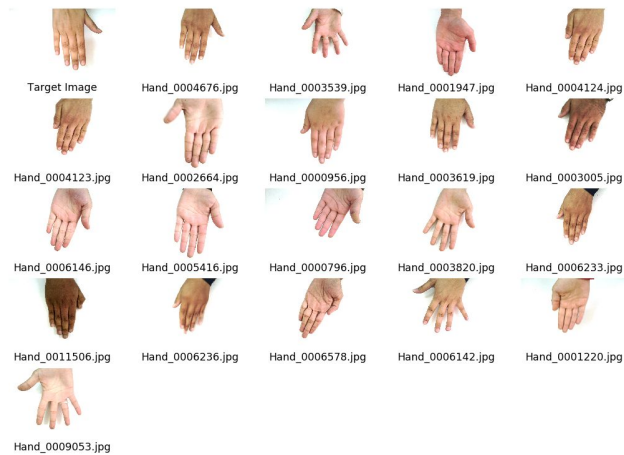 Target Image Hand_0004676.jpg Hand_0003539.jpg Hand_0001947.jpg Hand_0004124.jpg
Hand_0004123.jpg Hand_0002664.jpg Hand_0000956.jpg Hand_0003619.jpg Hand_0003005.jpg
Hand_0006146.jpg Hand_0005416.jpg Hand_0000796.jpg Hand_0003820.jpg Hand_0006233.jpg
Hand_0011506.jpg Hand_0006236.jpg Hand_0006578.jpg Hand_0006142.jpg Hand_0001220.jpg
Hand_0009053.jpg